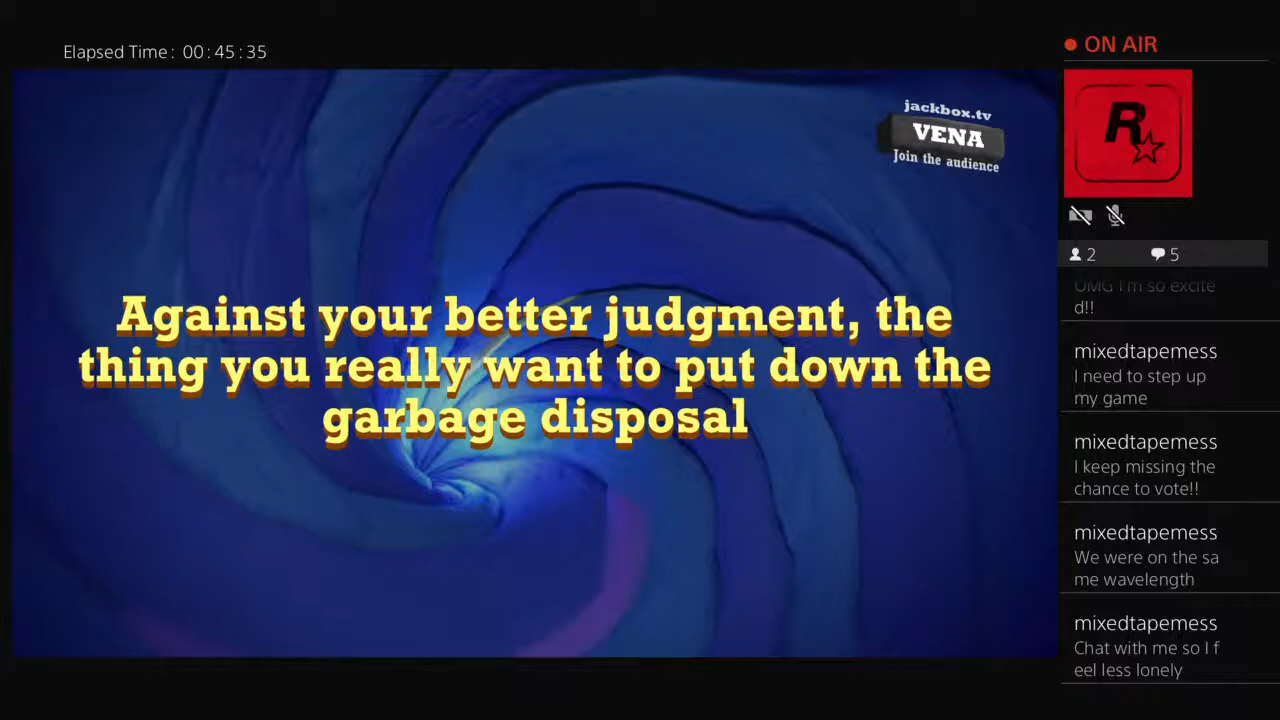 Elapsed Time: 00:45:35
ON AIR
jackbox.tv
VENA
Join the audience
R
2 5
OMG I'm so excite
d!!
mixedtapemess
I need to step up
my game
mixedtapemess
I keep missing the
chance to vote!!
mixedtapemess
We were on the sa
me wavelength
mixedtapemess
Chat with me so I f
eel less lonely
Against your better judgment, the
thing you really want to put down the
garbage disposal